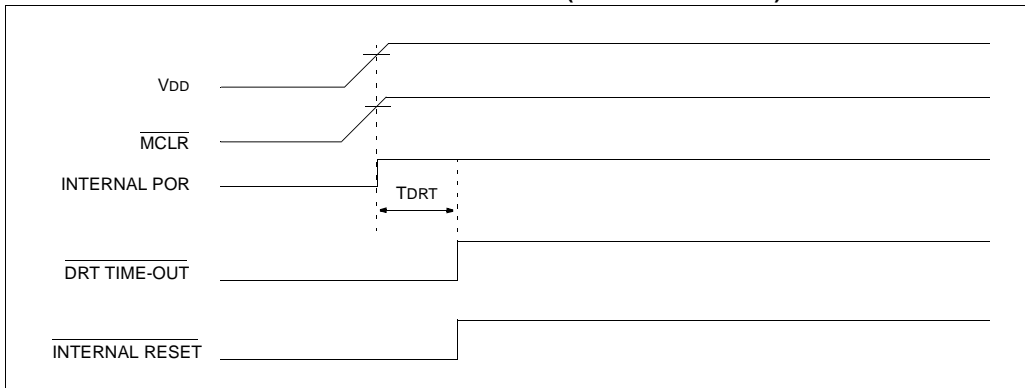 VDD
MCLR
INTERNAL POR
TDRT
DRT TIME-OUT
INTERNAL RESET